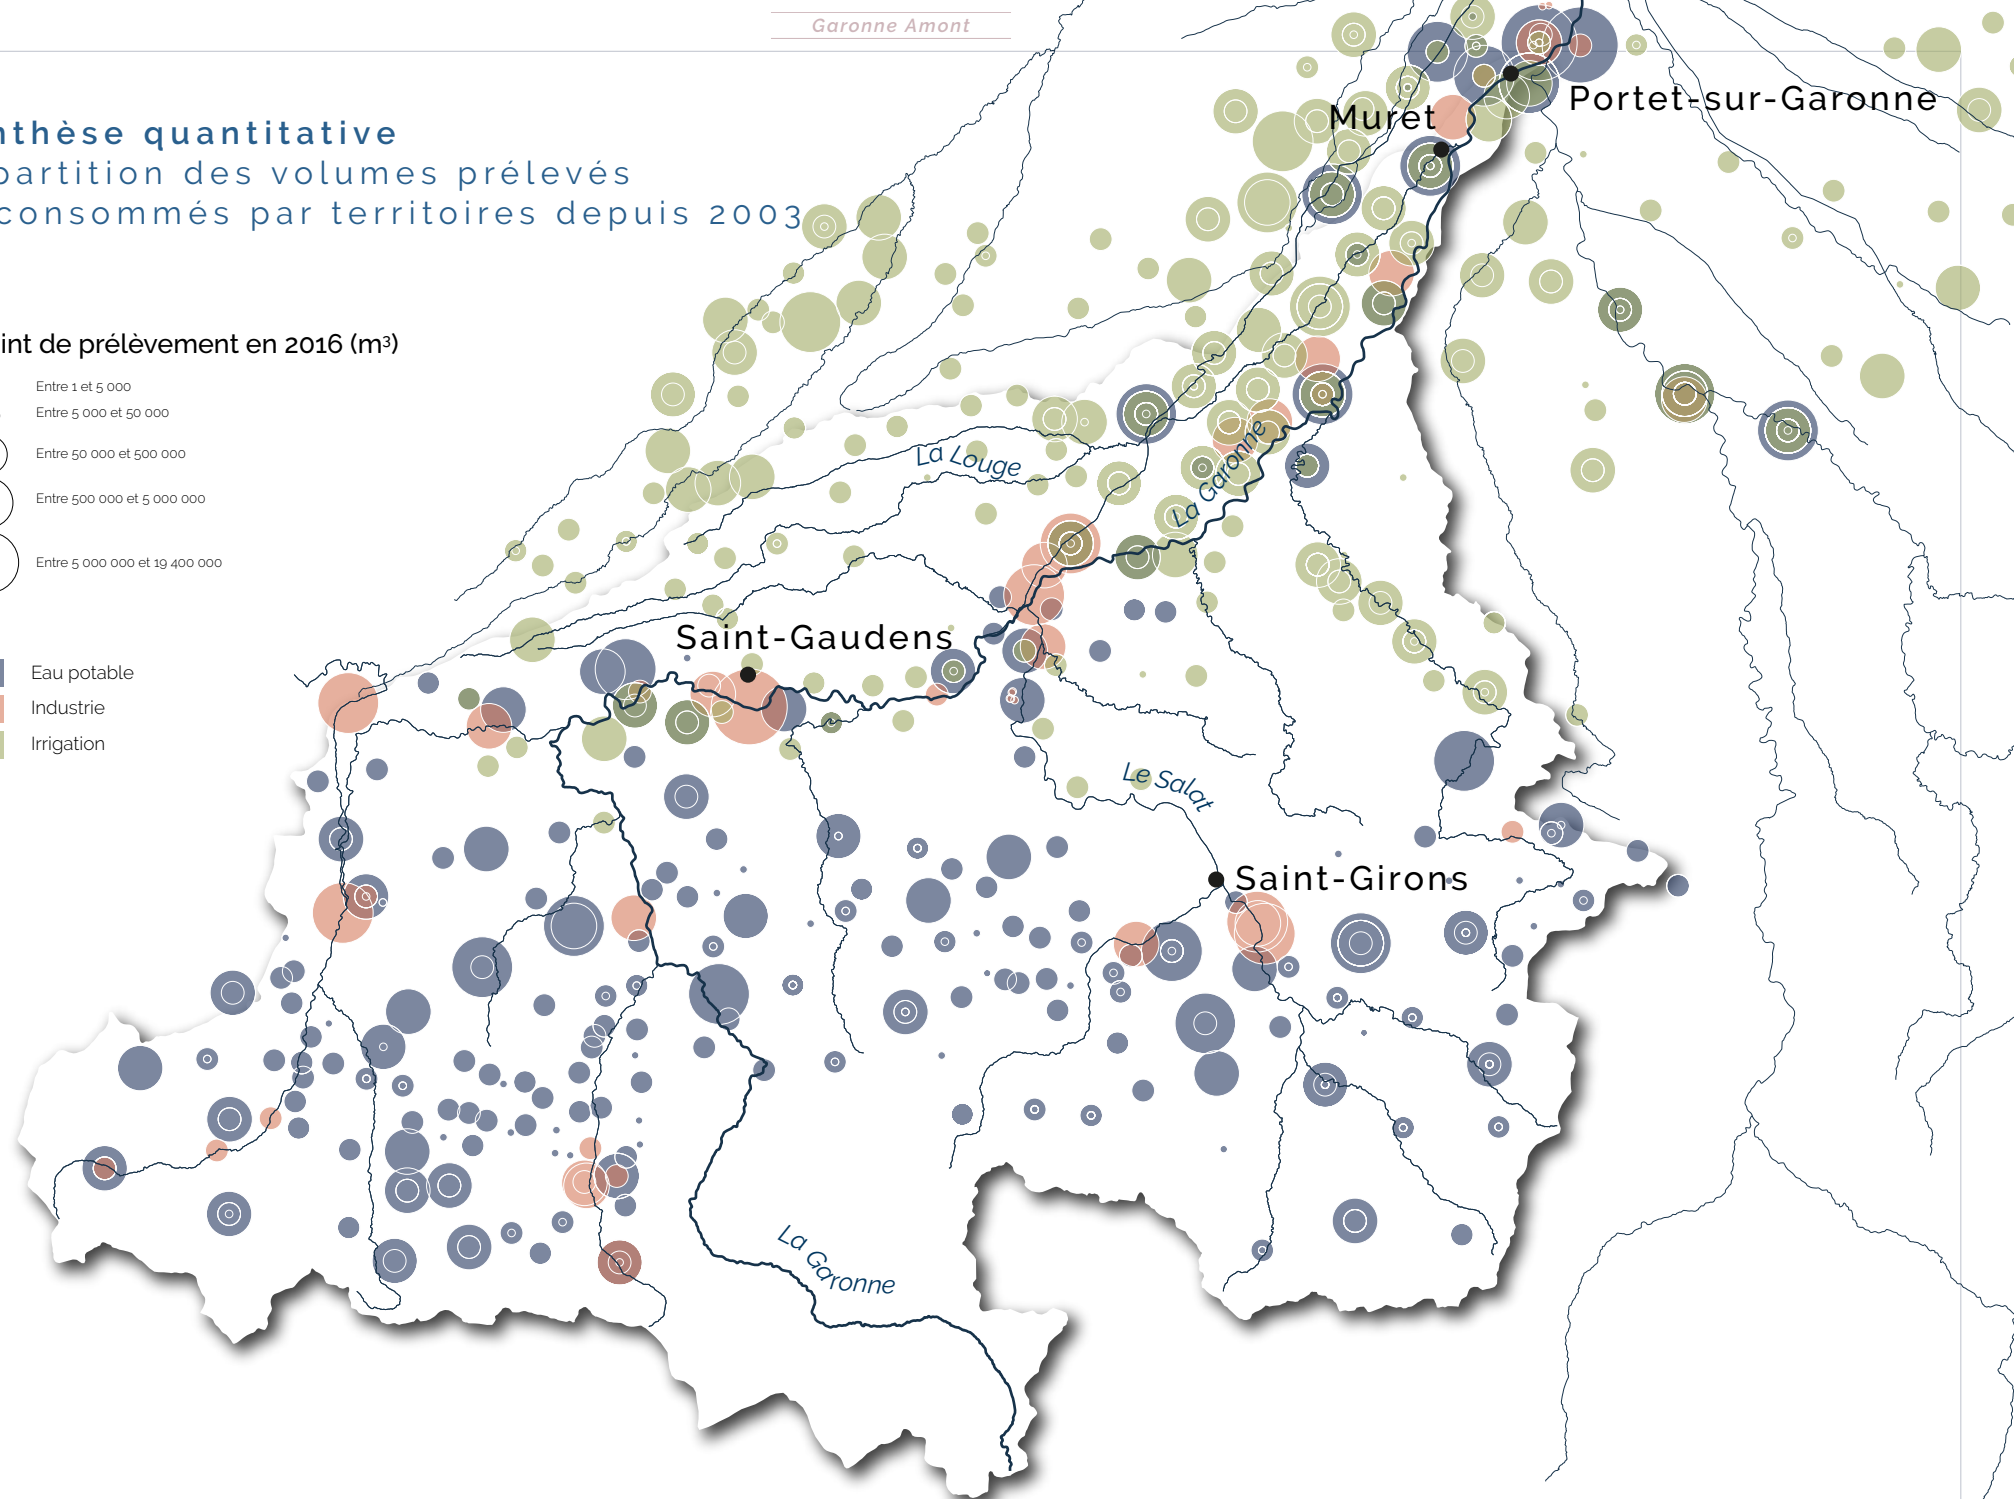 Garonne Amont
nthèse quantitative
partition des volumes prélevés
consommés par territoires depuis 2003
int de prélèvement en 2016 (m³)
Entre 1 et 5 000
Entre 5 000 et 50 000
Entre 50 000 et 500 000
Entre 500 000 et 5 000 000
Entre 5 000 000 et 19 400 000
Eau potable
Industrie
Irrigation
Portet-sur-Garonne
Muret
La Louge
La Garonne
Saint-Gaudens
Le Salat
Saint-Girons
La Garonne